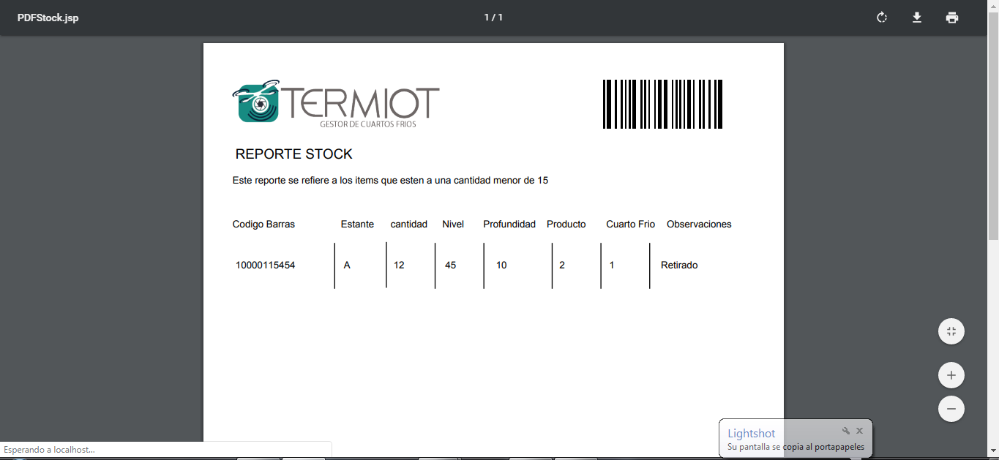 PDFStock.jsp
1 / 1
TERMIOT
GESTOR DE CUARTOS FRIOS
REPORTE STOCK
Este reporte se refiere a los items que esten a una cantidad menor de 15
Codigo Barras Estante cantidad Nivel Profundidad Producto Cuarto Frio Observaciones
10000115454 A 12 45 10 2 1 Retirado
Lightshot
Su pantalla se copia al portapapeles
Esperando a localhost...